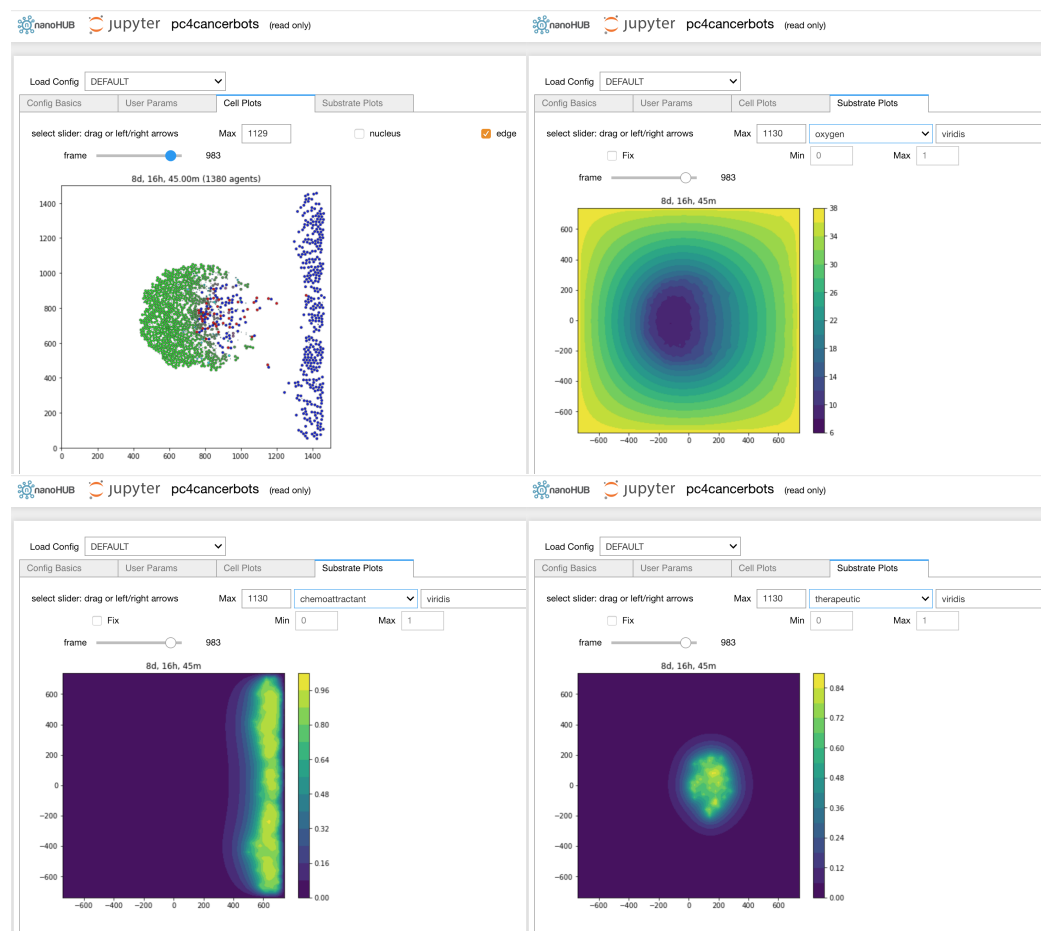 nanoHUB jupyter pc4cancerbots (read only)
Load Config DEFAULT
Config Basics User Params Cell Plots Substrate Plots
select slider: drag or left/right arrows Max 1129 nucleus edge
frame 983
8d, 16h, 45.00m (1380 agents)
1400
1200
1000
800
600
400
200
0
0 200 400 600 800 1000 1200 1400
nanoHUB jupyter pc4cancerbots (read only)
Load Config DEFAULT
Config Basics User Params Cell Plots Substrate Plots
select slider: drag or left/right arrows Max 1130 oxygen viridis
Fix Min 0 Max 1
frame 983
8d, 16h, 45m
600
400
200
0
−200
−400
−600
−600 −400 −200 0 200 400 600
38
34
30
26
22
18
14
10
6
nanoHUB jupyter pc4cancerbots (read only)
Load Config DEFAULT
Config Basics User Params Cell Plots Substrate Plots
select slider: drag or left/right arrows Max 1130 chemoattractant viridis
Fix Min 0 Max 1
frame 983
8d, 16h, 45m
600
400
200
0
−200
−400
−600
−600 −400 −200 0 200 400 600
0.96
0.80
0.64
0.48
0.32
0.16
0.00
nanoHUB jupyter pc4cancerbots (read only)
Load Config DEFAULT
Config Basics User Params Cell Plots Substrate Plots
select slider: drag or left/right arrows Max 1130 therapeutic viridis
Fix Min 0 Max 1
frame 983
8d, 16h, 45m
600
400
200
0
−200
−400
−600
−600 −400 −200 0 200 400 600
0.84
0.72
0.60
0.48
0.36
0.24
0.12
0.00